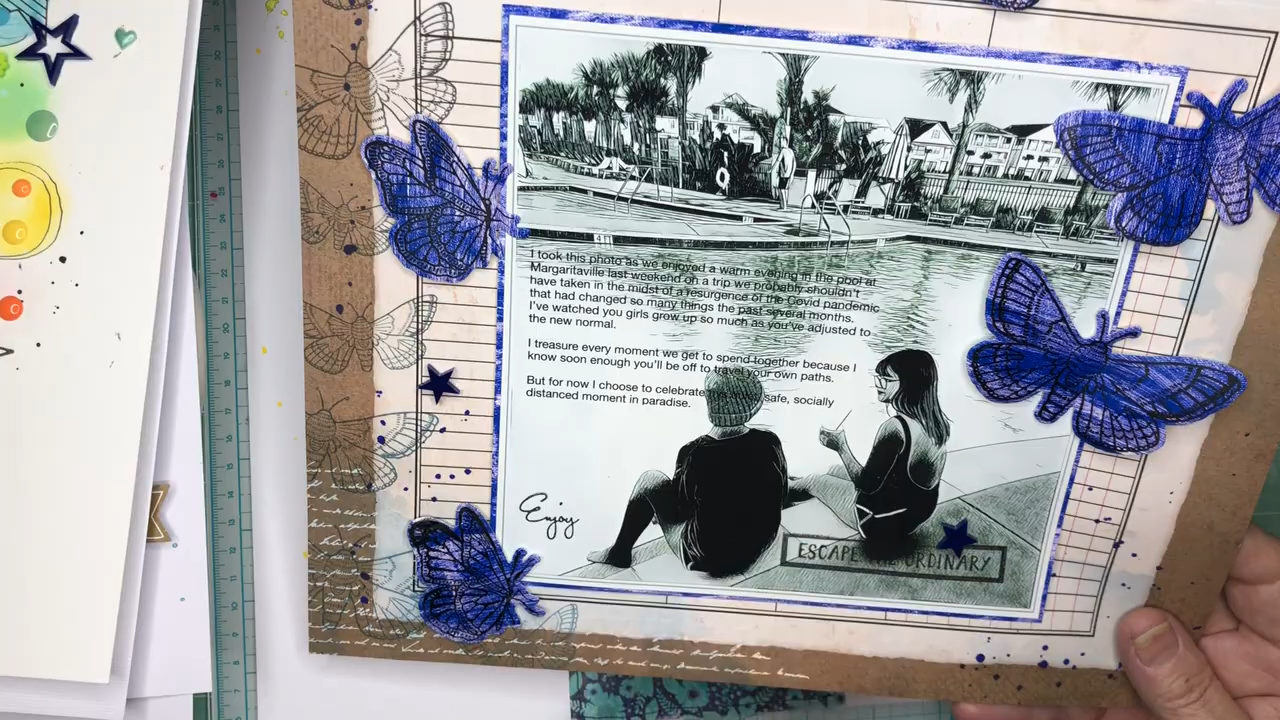 I took this photo as we enjoyed a warm evening in the pool at
Margaritaville last weekend on a trip we probably shouldn't
have taken in the midst of a resurgence of the Covid pandemic
that had changed so many things the past several months.
I've watched you girls grow up so much as you've adjusted to
the new normal.
I treasure every moment we get to spend together because I
know soon enough you'll be off to travel your own paths.
But for now I choose to celebrate safe, socially
distanced moment in paradise.
Enjoy
ESCAPE THE ORDINARY